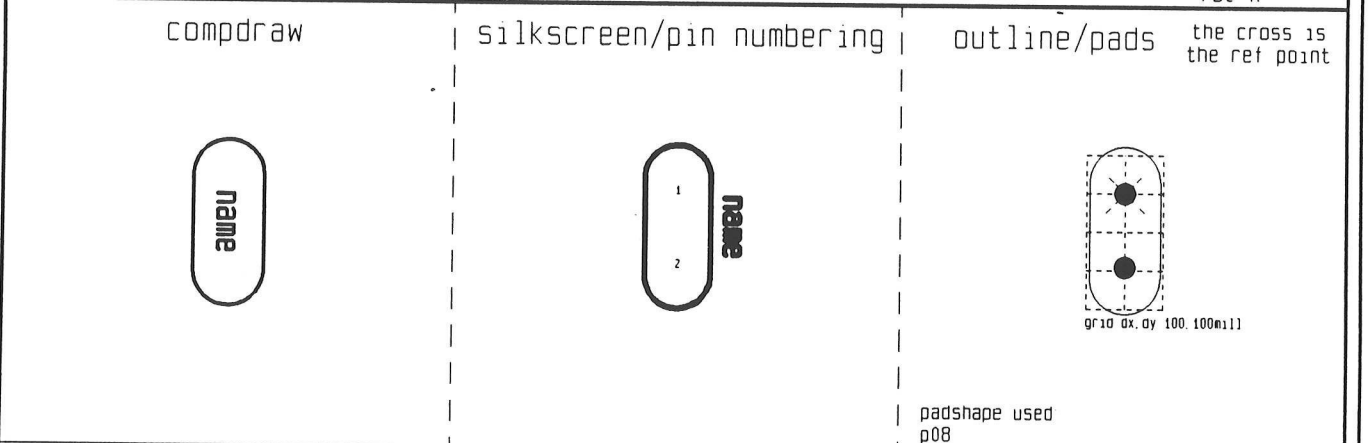 compdraw
silkscreen/pin numbering
outline/pads
the cross is
the ref point
name
1
2
name
grid dx,dy 100,100mill
padshape used
p08